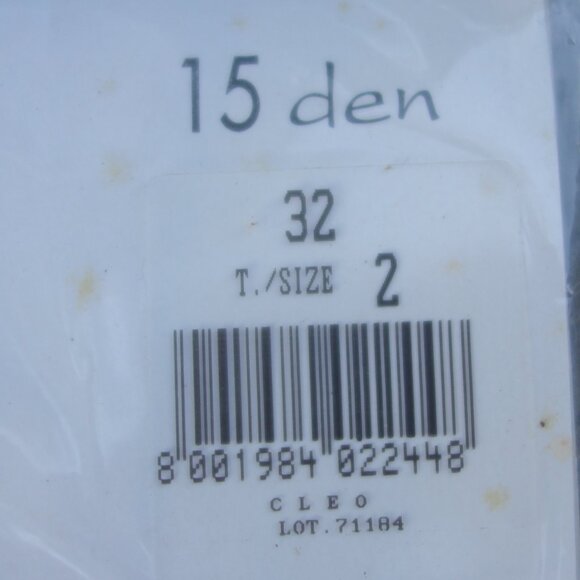 15 den
32
T./SIZE 2
8 001984 022448
CLEO
LOT.71184